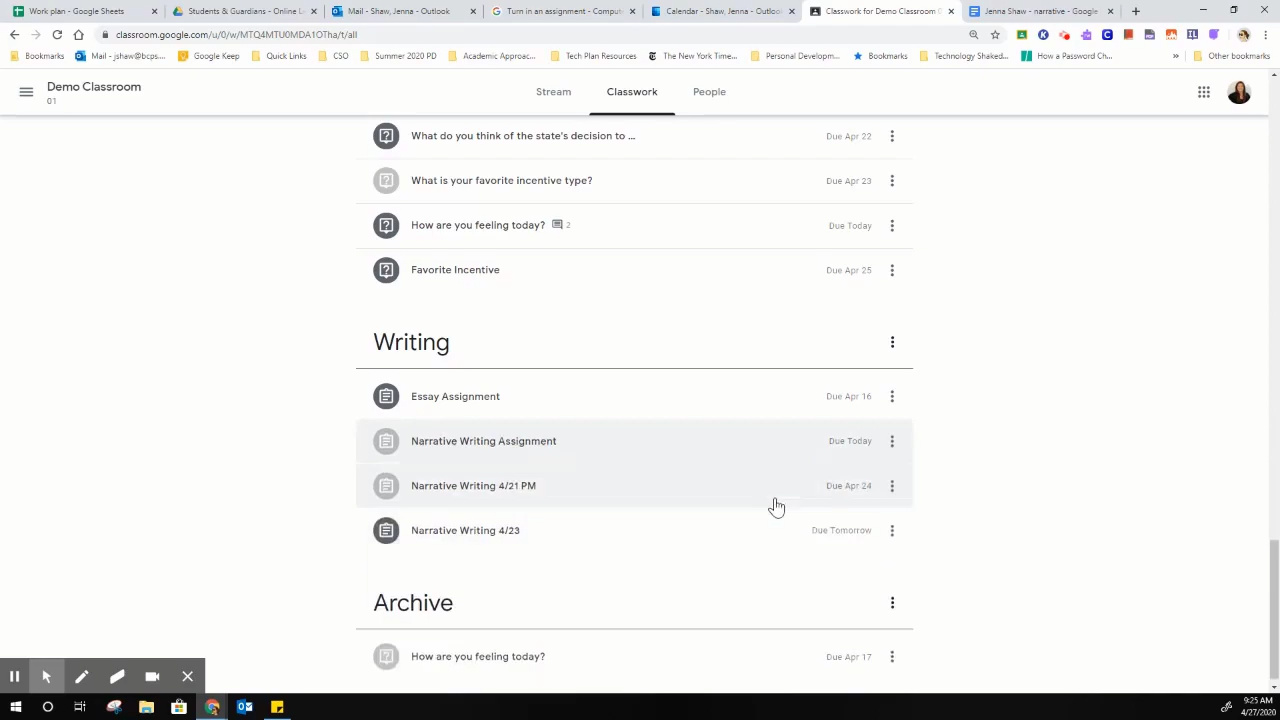 Work plan - Google Sheets
Students & Guardians - Online L
Mail - Shaw, Jenna - Outlook
Turn in an assignment - Compute
Calendar - Shaw, Jenna - Outloo
Classwork for Demo Classroom 0
Jenna Shaw - narrative - Google
classroom.google.com/u/0/w/MTQ4MTU0MDA1OTha/t/all
Bookmarks
Mail - jshaw@bcps...
Google Keep
Quick Links
CSO
Summer 2020 PD
Academic Approac...
Tech Plan Resources
The New York Time...
Personal Developm...
Bookmarks
Technology Shaked...
How a Password Ch...
»
Other bookmarks
Demo Classroom
01
Stream
Classwork
People
What do you think of the state's decision to ...
Due Apr 22
What is your favorite incentive type?
Due Apr 23
How are you feeling today?
2
Due Today
Favorite Incentive
Due Apr 25
Writing
Essay Assignment
Due Apr 16
Narrative Writing Assignment
Due Today
Narrative Writing 4/21 PM
Due Apr 24
Narrative Writing 4/23
Due Tomorrow
Archive
How are you feeling today?
Due Apr 17
9:25 AM
4/27/2020